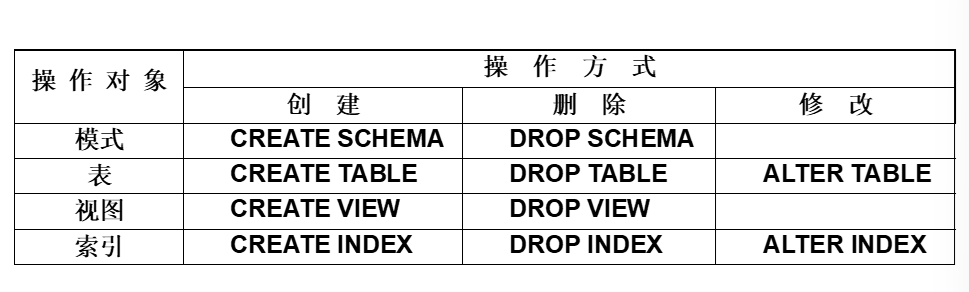 操作对象
操作方式
创建 删除 修改
模式 CREATE SCHEMA DROP SCHEMA
表 CREATE TABLE DROP TABLE ALTER TABLE
视图 CREATE VIEW DROP VIEW
索引 CREATE INDEX DROP INDEX ALTER INDEX